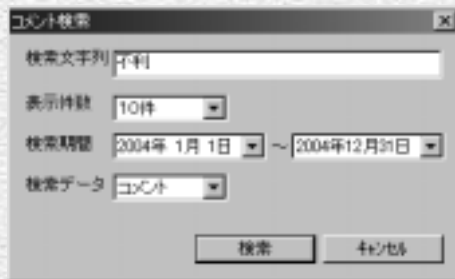 コメント検索
検索文字列 不利
表示件数 10件
検索期間 2004年 1月 1日 ～ 2004年12月31日
検索データ コメント
検索 キャンセル